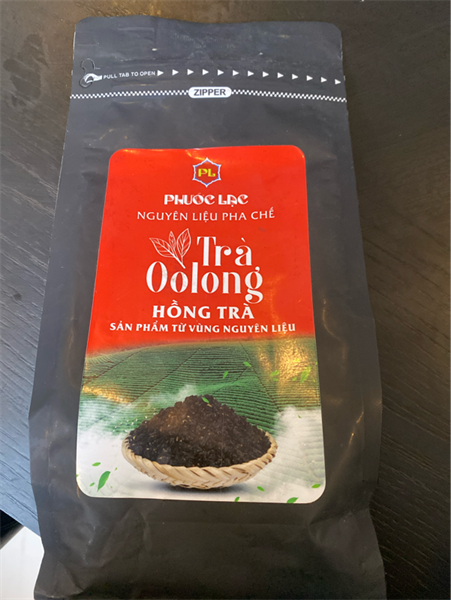 PULL TAB TO OPEN
ZIPPER
PL
PHƯỚC LẠC
NGUYÊN LIỆU PHA CHẾ
Trà
Oolong
HỒNG TRÀ
SẢN PHẨM TỪ VÙNG NGUYÊN LIỆU